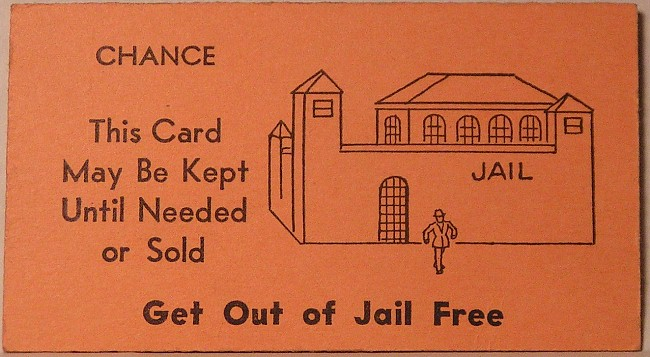 CHANCE
This Card
May Be Kept
Until Needed
or Sold
JAIL
Get Out of Jail Free